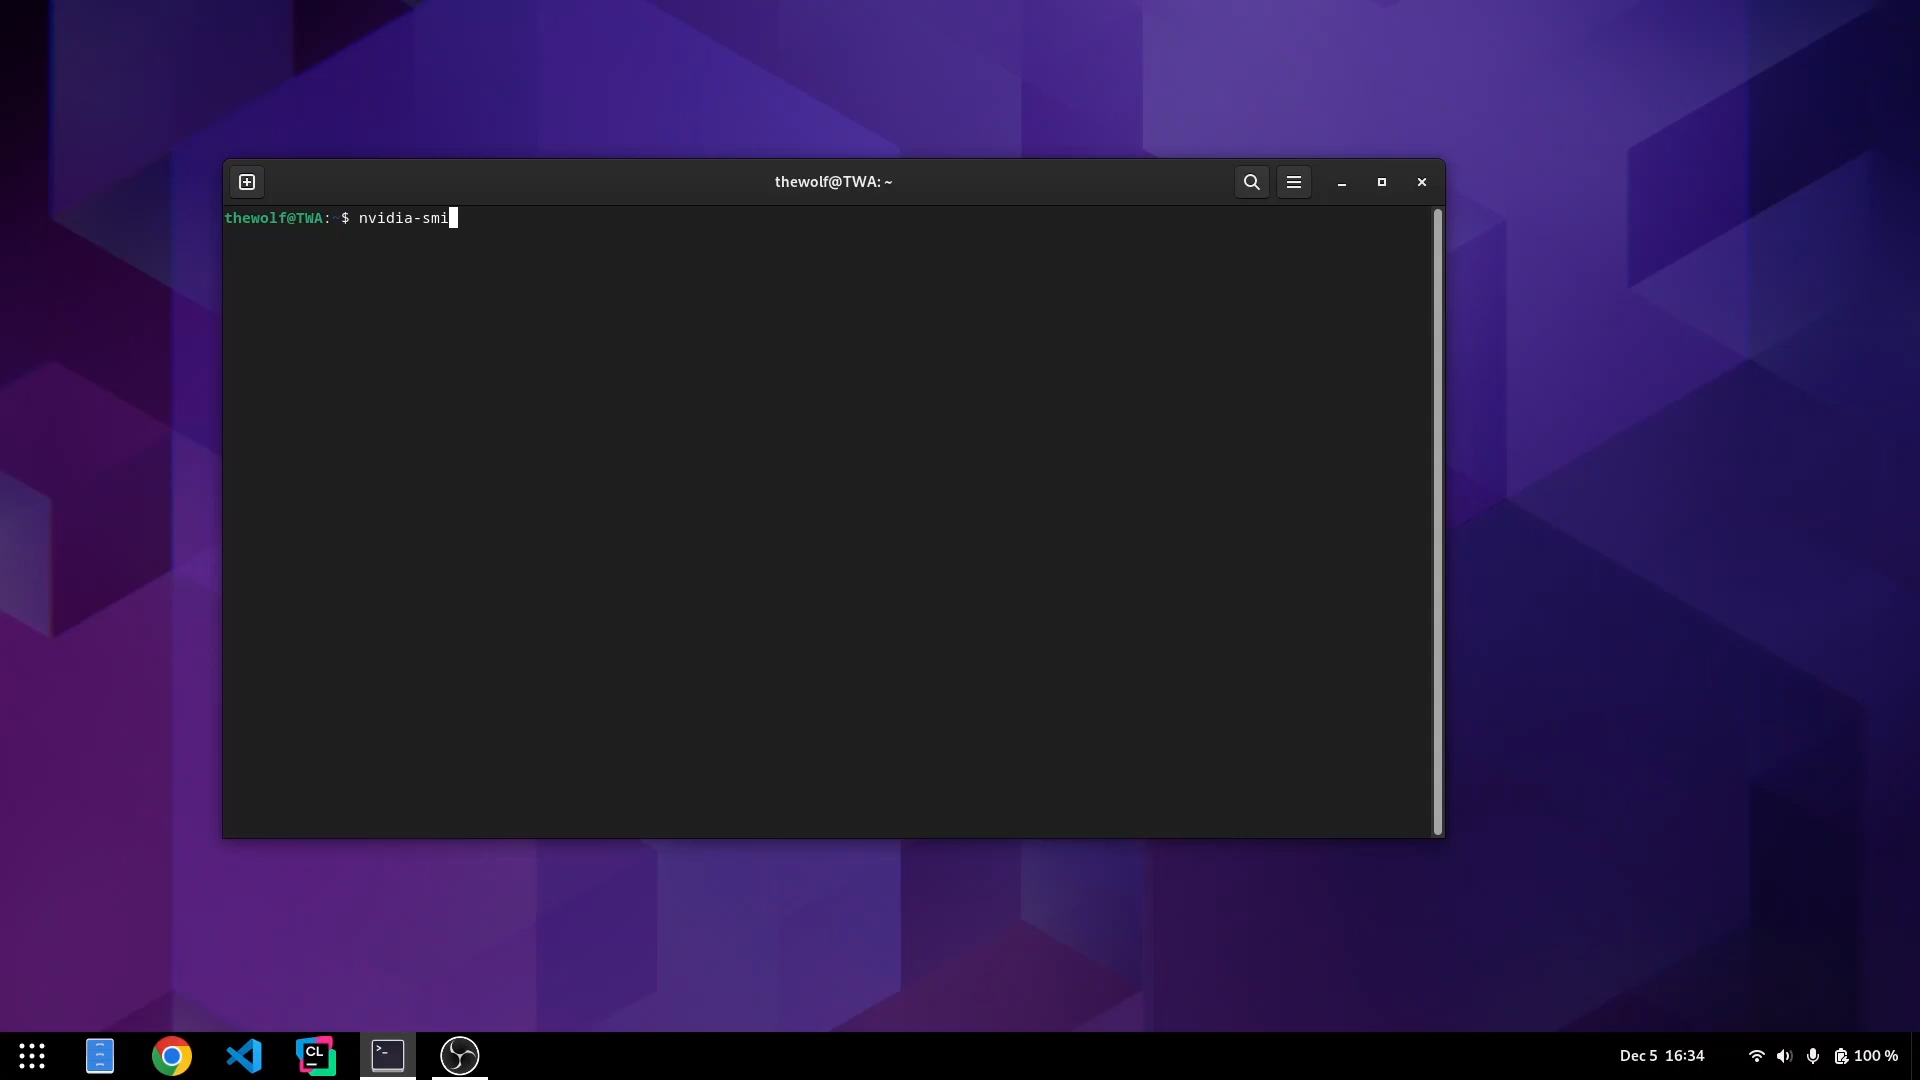 thewolf@TWA: ~
thewolf@TWA:~$ nvidia-smi
CL
>_
Dec 5 16:34
100 %